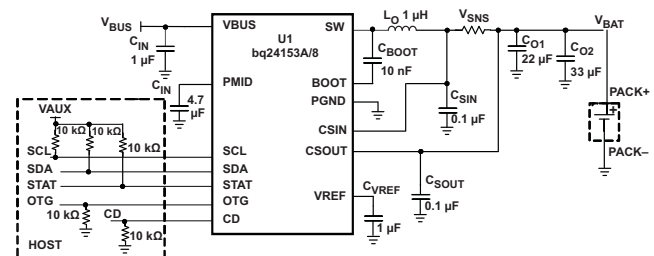 VBUS
CIN
1 µF
CIN
4.7
µF
U1
bq24153A/8
VBUS
PMID
SCL
SDA
STAT
OTG
CD
SW
BOOT
PGND
CSIN
CSOUT
VREF
LO 1 µH
VSNS
VBAT
CBOOT
10 nF
CO1
22 µF
CO2
33 µF
CSIN
0.1 µF
PACK+
+
PACK–
CSOUT
0.1 µF
CVREF
1 µF
VAUX
10 kΩ
10 kΩ
10 kΩ
SCL
SDA
STAT
OTG
10 kΩ
CD
10 kΩ
HOST